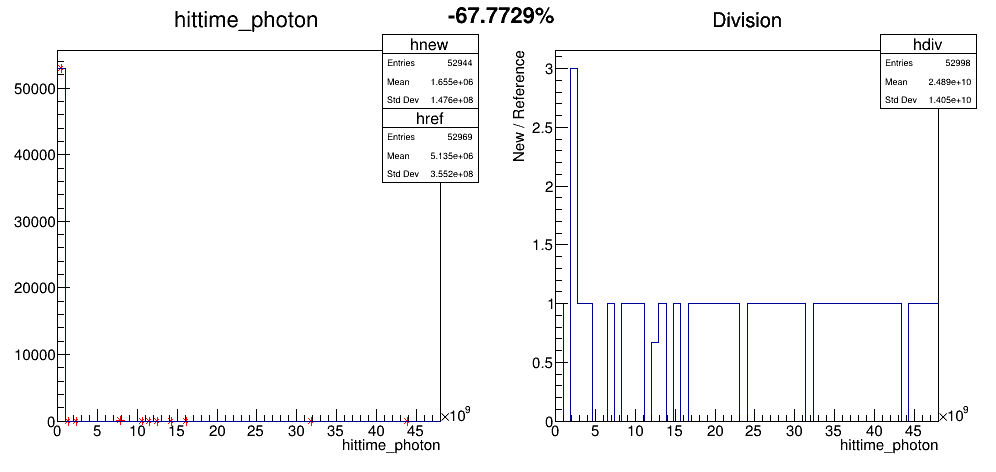 -67.7729%
hittime_photon
hnew
Entries 52944
Mean 1.655e+06
Std Dev 1.476e+08
href
Entries 52969
Mean 5.135e+06
Std Dev 3.552e+08
50000
40000
30000
20000
10000
0
0 5 10 15 20 25 30 35 40 45
×10⁹
hittime_photon
Division
hdiv
Entries 52998
Mean 2.489e+10
Std Dev 1.405e+10
New / Reference
3
2.5
2
1.5
1
0.5
0
0 5 10 15 20 25 30 35 40 45
×10⁹
hittime_photon